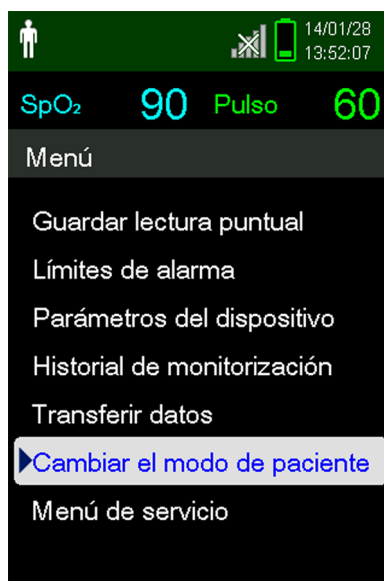 14/01/28
13:52:07
SpO₂ 90 Pulso 60
Menú
Guardar lectura puntual
Límites de alarma
Parámetros del dispositivo
Historial de monitorización
Transferir datos
Cambiar el modo de paciente
Menú de servicio